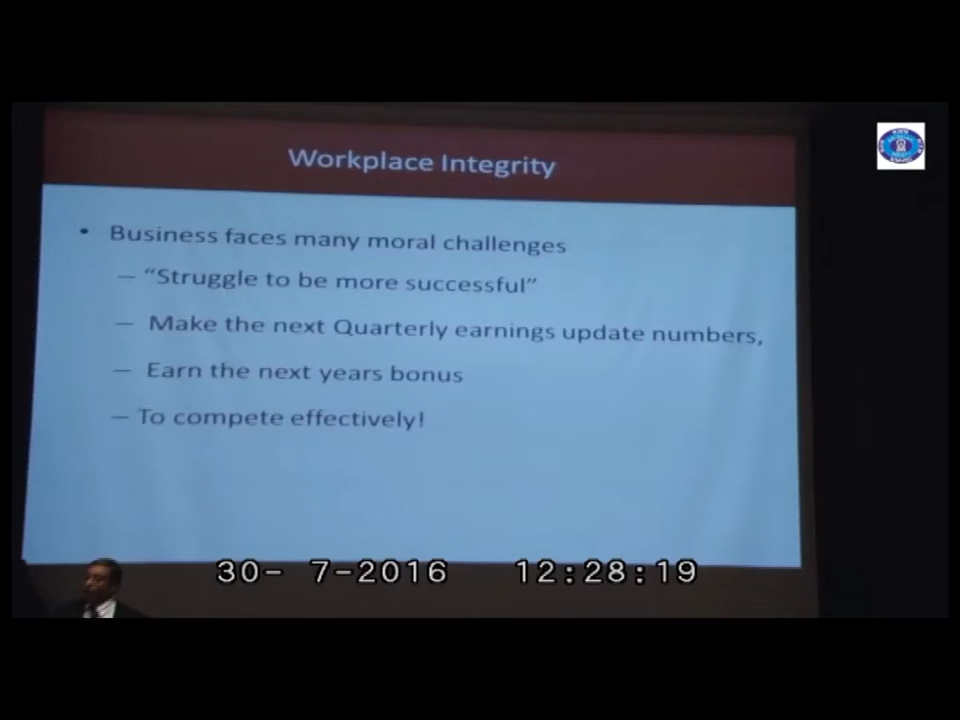 Workplace Integrity
• Business faces many moral challenges
– “Struggle to be more successful”
– Make the next Quarterly earnings update numbers,
– Earn the next years bonus
– To compete effectively!
30- 7-2016 12:28:19